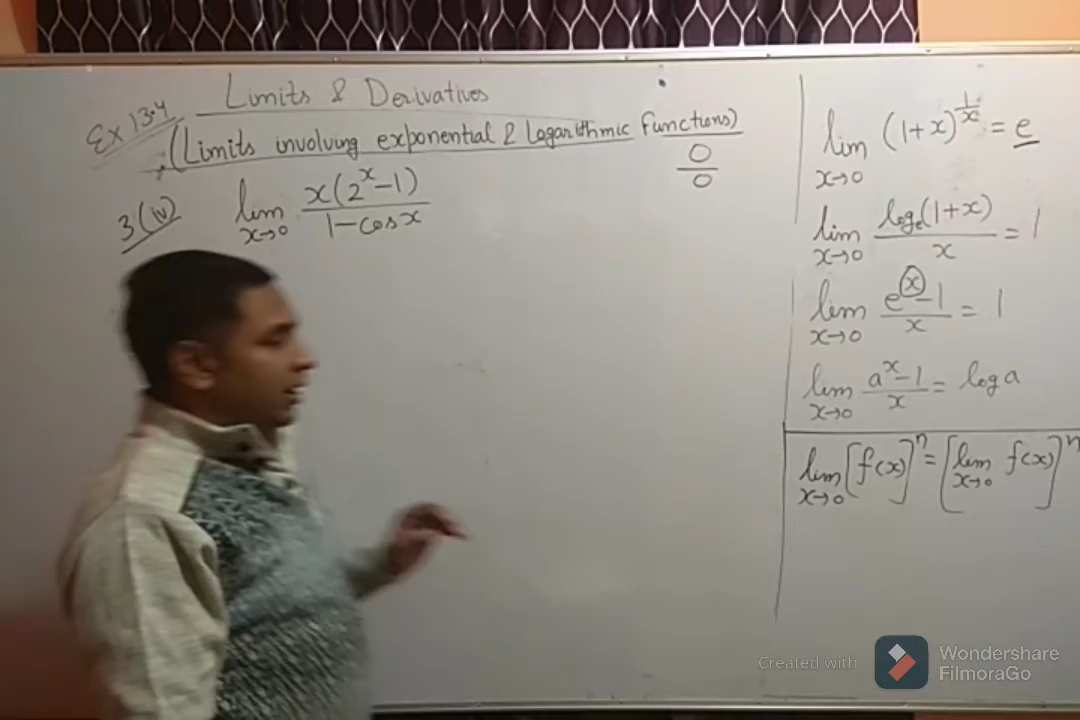 Limits & Derivatives
Ex 13.4
(Limits involving exponential & Logarithmic Functions)
0/0
3(iv) lim x→0 x(2^x-1)/1-cosx
lim x→0 (1+x)^(1/x) = e
lim x→0 log_e(1+x)/x = 1
lim x→0 e^x-1/x = 1
lim x→0 a^x-1/x = log a
lim x→0 [f(x)]^n = [lim x→0 f(x)]^n
Created with
Wondershare
FilmoraGo